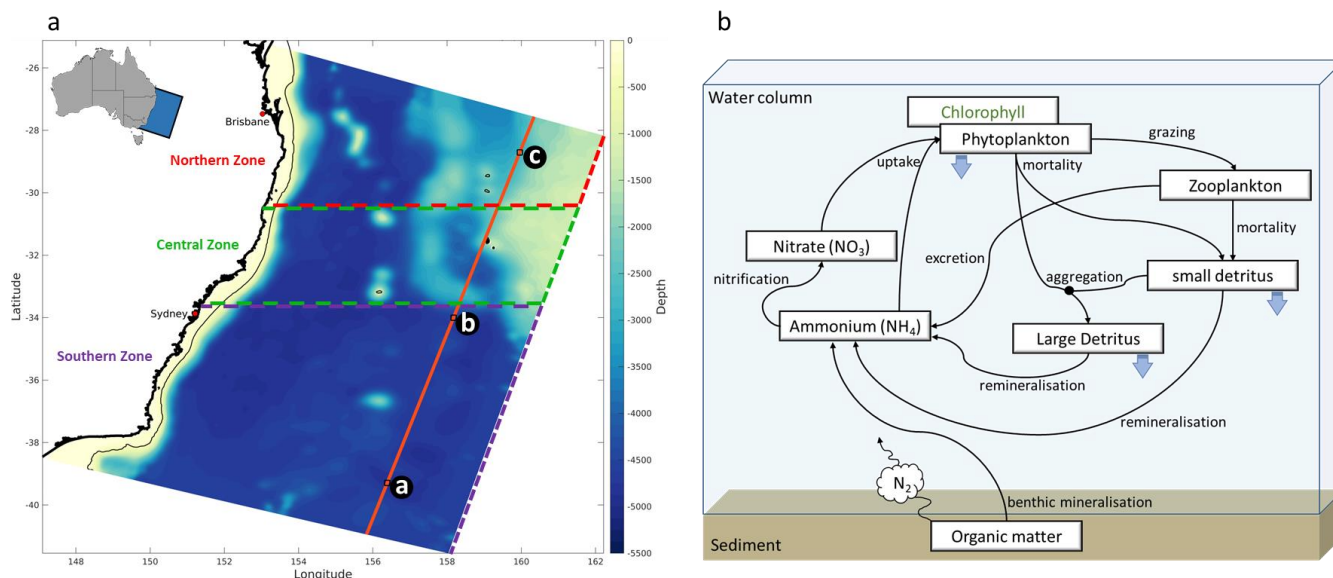 a
-26
-28
-30
-32
-34
-36
-38
-40
Latitude
148
150
152
154
156
158
160
162
Longitude
Brisbane
Northern Zone
Central Zone
Sydney
Southern Zone
c
b
a
0
-500
-1000
-1500
-2000
-2500
-3000
-3500
-4000
-4500
-5000
-5500
Depth
b
Water column
Chlorophyll
Phytoplankton
grazing
uptake
mortality
Zooplankton
Nitrate (NO₃)
mortality
excretion
nitrification
aggregation
small detritus
Ammonium (NH₄)
Large Detritus
remineralisation
remineralisation
N₂
benthic mineralisation
Organic matter
Sediment